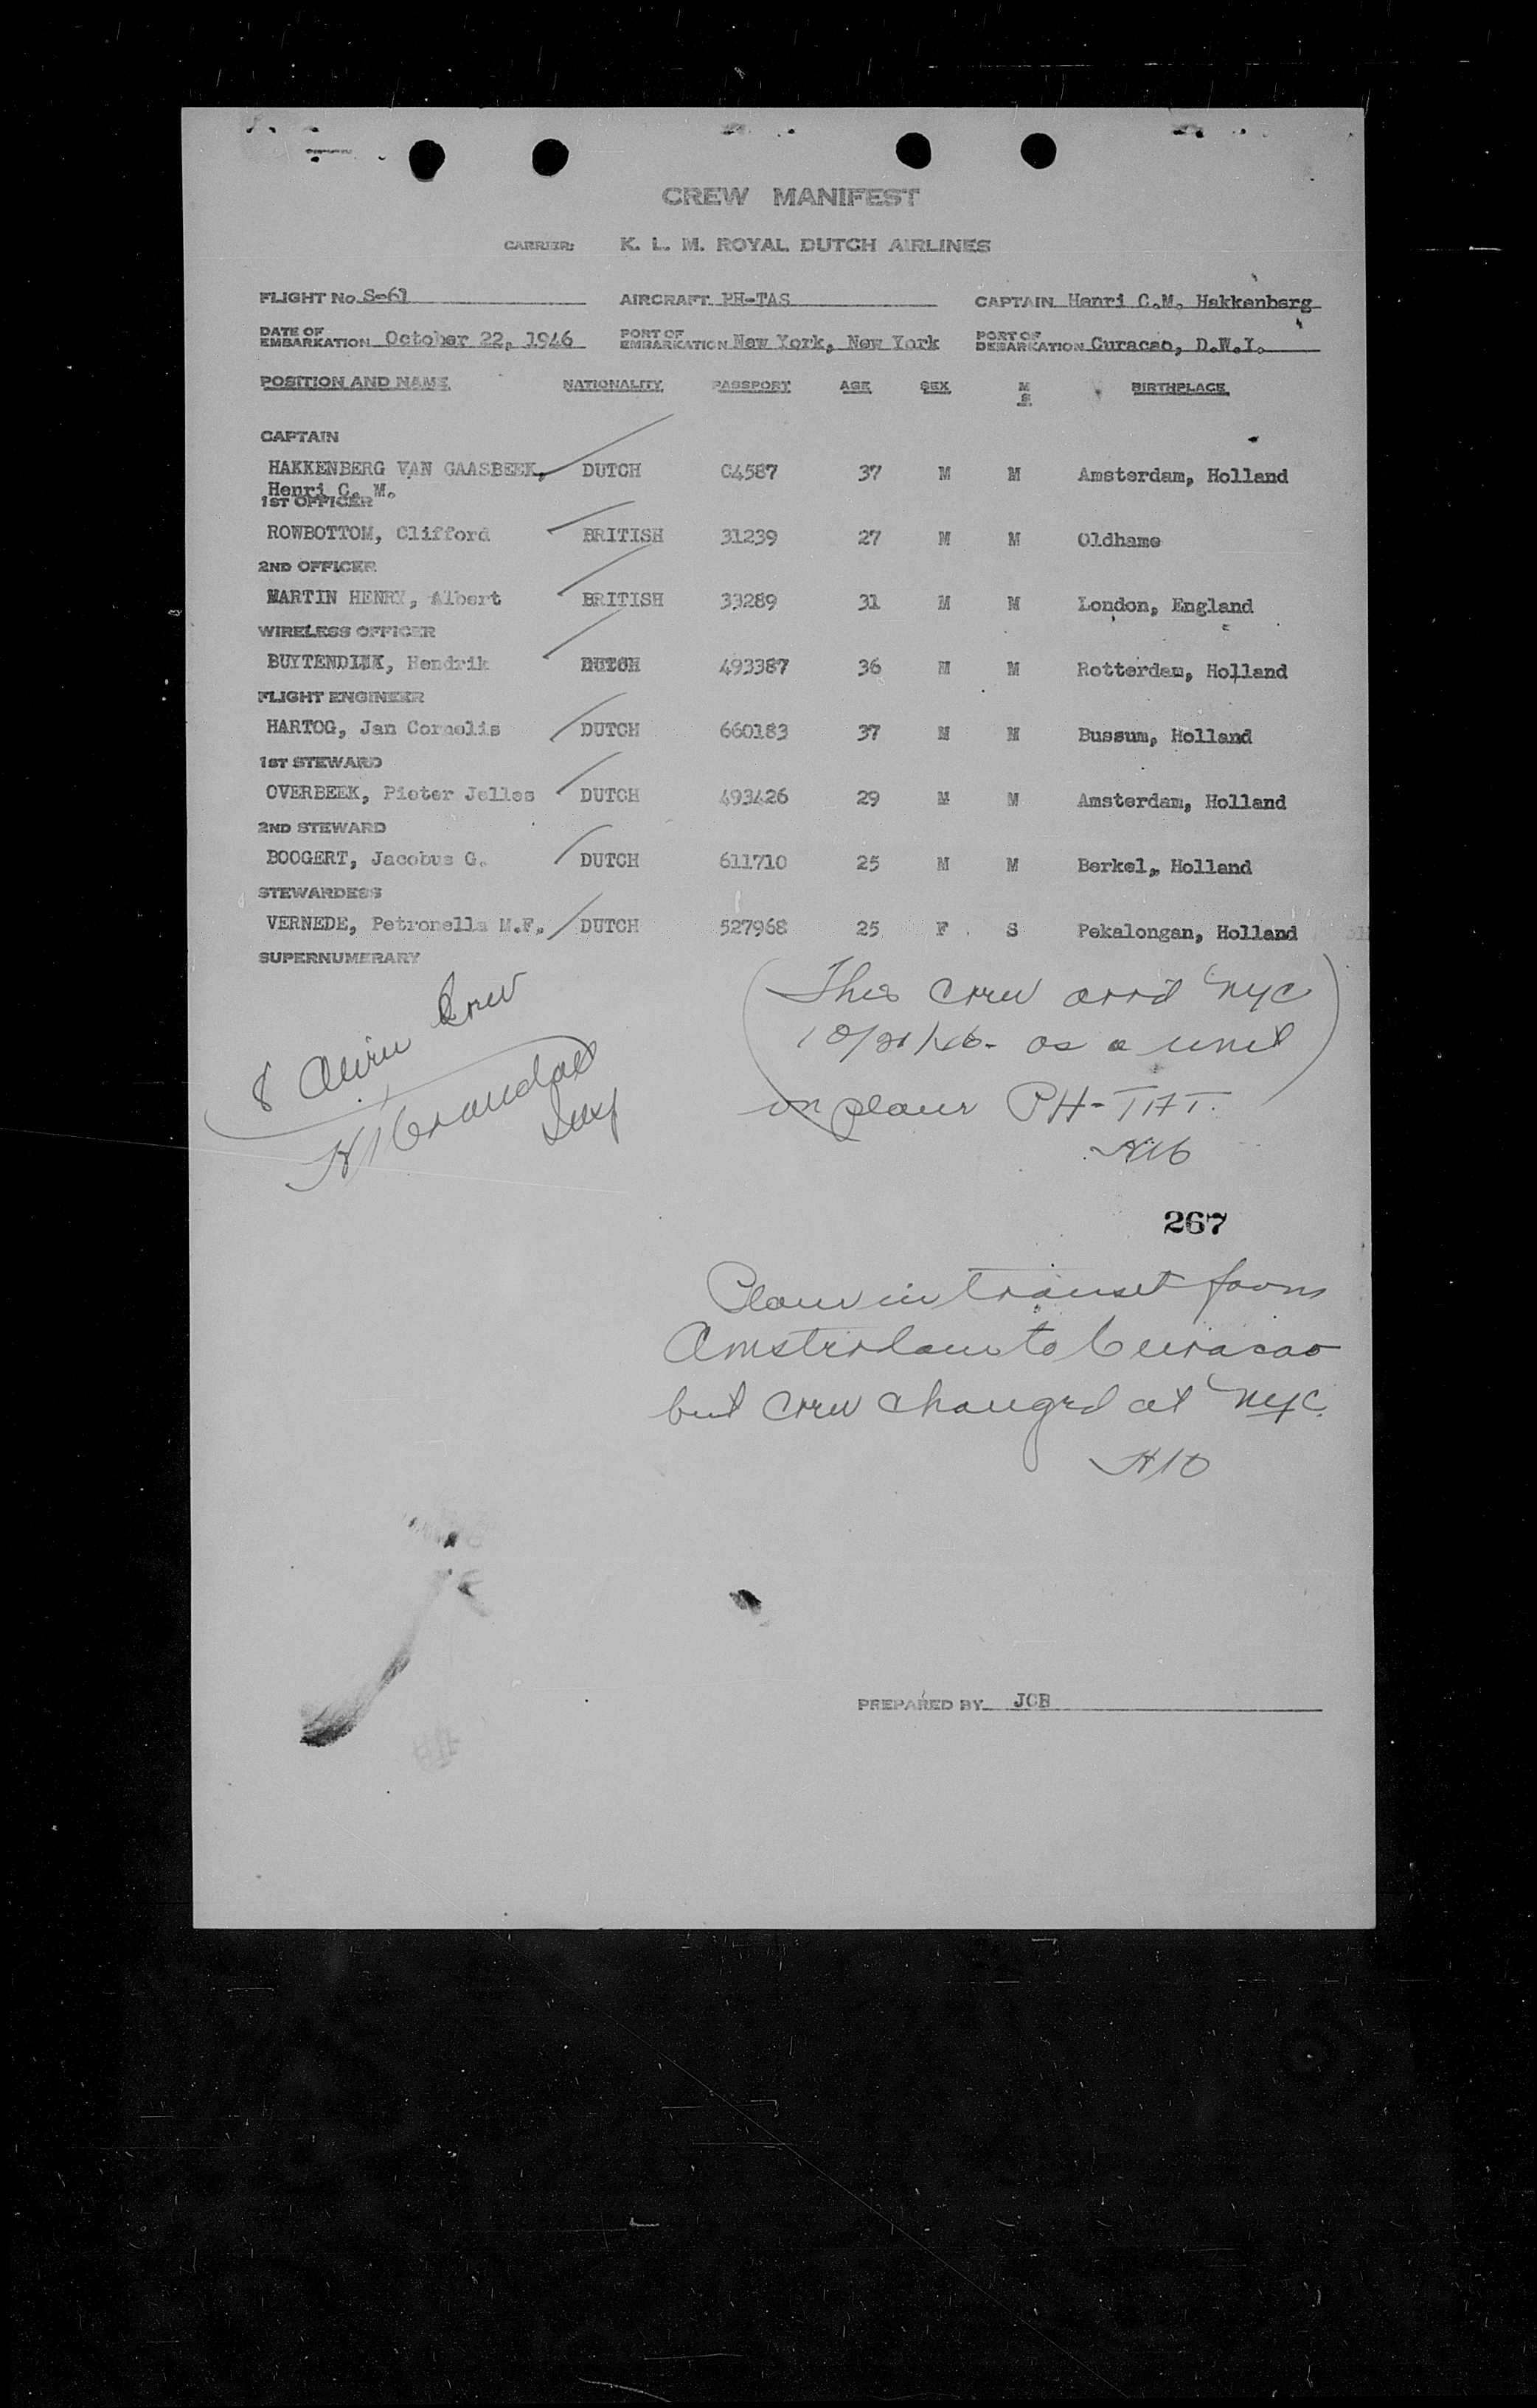 CREW MANIFEST
CARRIER: K. L. M. ROYAL DUTCH AIRLINES
FLIGHT No. S-61 AIRCRAFT PH-TAS CAPTAIN Henri C.M. Hakkenberg
DATE OF EMBARKATION October 22, 1946 PORT OF EMBARKATION New York, New York PORT OF DEBARKATION Curacao, D.W.I.
POSITION AND NAME NATIONALITY PASSPORT AGE SEX M S BIRTHPLACE
CAPTAIN
HAKKENBERG VAN GAASBEEK, DUTCH C4587 37 M M Amsterdam, Holland
Henri C. M.
1ST OFFICER
ROWBOTTOM, Clifford BRITISH 31239 27 M M Oldhame
2ND OFFICER
MARTIN HENRY, Albert BRITISH 33289 31 M M London, England
WIRELESS OFFICER
BUYTENDIJK, Hendrik DUTCH 493387 36 M M Rotterdam, Holland
FLIGHT ENGINEER
HARTOG, Jan Cornelis DUTCH 660183 37 M M Bussum, Holland
1ST STEWARD
OVERBEEK, Pieter Jelles DUTCH 493426 29 M M Amsterdam, Holland
2ND STEWARD
BOOGERT, Jacobus G. DUTCH 611710 25 M M Berkel, Holland
STEWARDESS
VERNEDE, Petronella M.F. DUTCH 527968 25 F S Pekalongan, Holland
SUPERNUMERARY
8 Alien Crew
(This crew arrd NYC
10/21/46- as a unit)
on plane PH-TAT.
267
Plane in transit from
Amsterdam to Curacao
but crew changed at NYC.
PREPARED BY JCB